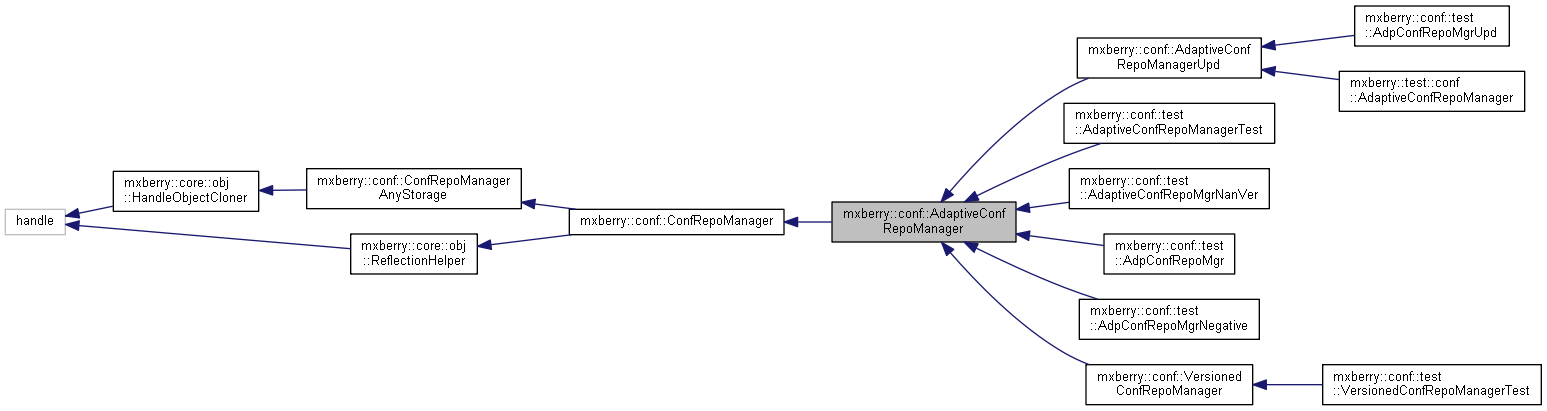 handle
mxberry::core::obj
::HandleObjectCloner
mxberry::core::obj
::ReflectionHelper
mxberry::conf::ConfRepoManager
AnyStorage
mxberry::conf::ConfRepoManager
mxberry::conf::AdaptiveConf
RepoManager
mxberry::conf::AdaptiveConf
RepoManagerUpd
mxberry::conf::test
::AdaptiveConfRepoManagerTest
mxberry::conf::test
::AdaptiveConfRepoMgrNanVer
mxberry::conf::test
::AdpConfRepoMgr
mxberry::conf::test
::AdpConfRepoMgrNegative
mxberry::conf::Versioned
ConfRepoManager
mxberry::conf::test
::AdpConfRepoMgrUpd
mxberry::test::conf
::AdaptiveConfRepoManager
mxberry::conf::test
::VersionedConfRepoManagerTest